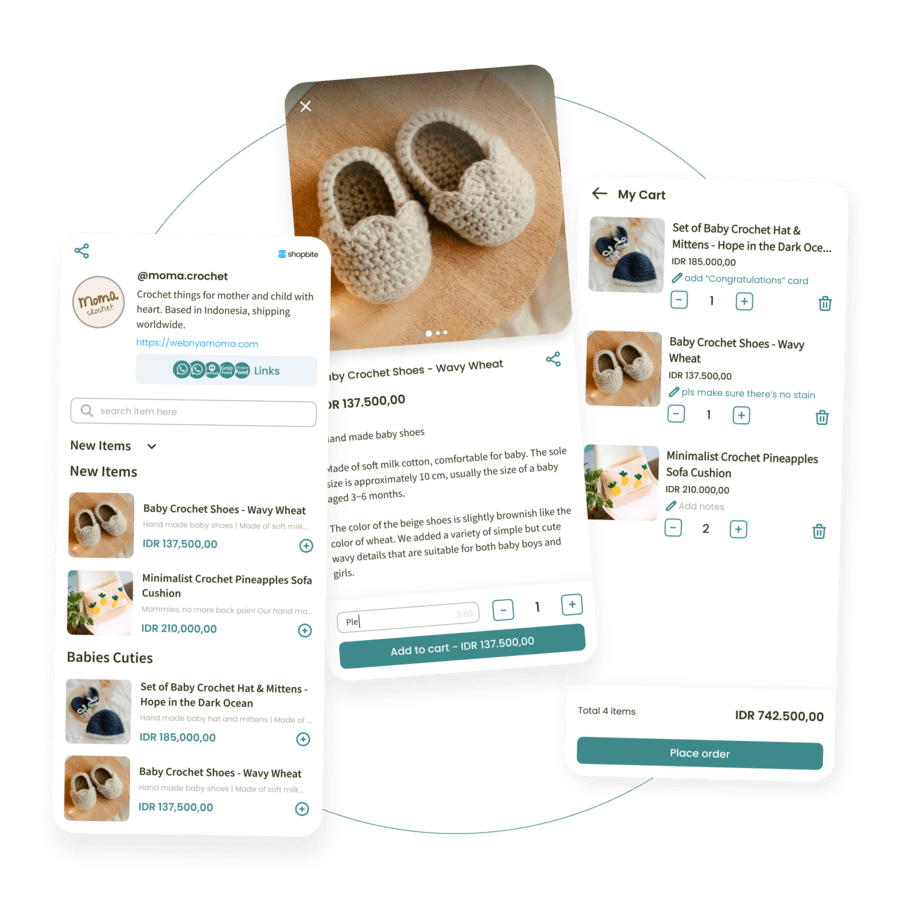 shopbite
@moma.crochet
moma
crochet
Crochet things for mother and child with
heart. Based in Indonesia, shipping
worldwide.
https://webnyamoma.com
Links
search item here
New Items
New Items
Baby Crochet Shoes - Wavy Wheat
Hand made baby shoes | Made of soft milk...
IDR 137,500,00
Minimalist Crochet Pineapples Sofa
Cushion
Mommies, no more back pain! Our hand ma...
IDR 210,000,00
Babies Cuties
Set of Baby Crochet Hat & Mittens -
Hope in the Dark Ocean
Hand made baby hat and mittens | Made of ...
IDR 185,000,00
Baby Crochet Shoes - Wavy Wheat
Hand made baby shoes | Made of soft milk...
IDR 137,500,00
aby Crochet Shoes - Wavy Wheat
DR 137.500,00
and made baby shoes
Made of soft milk cotton, comfortable for baby. The sole
size is approximately 10 cm, usually the size of a baby
aged 3~6 months.
The color of the beige shoes is slightly brownish like the
color of wheat. We added a variety of simple but cute
wavy details that are suitable for both baby boys and
girls.
Ple
3/60
1
Add to cart - IDR 137.500,00
My Cart
Set of Baby Crochet Hat &
Mittens - Hope in the Dark Oce...
IDR 185.000,00
add "Congratulations" card
1
Baby Crochet Shoes - Wavy
Wheat
IDR 137.500,00
pls make sure there's no stain
1
Minimalist Crochet Pineapples
Sofa Cushion
IDR 210.000,00
Add notes
2
Total 4 items
IDR 742.500,00
Place order